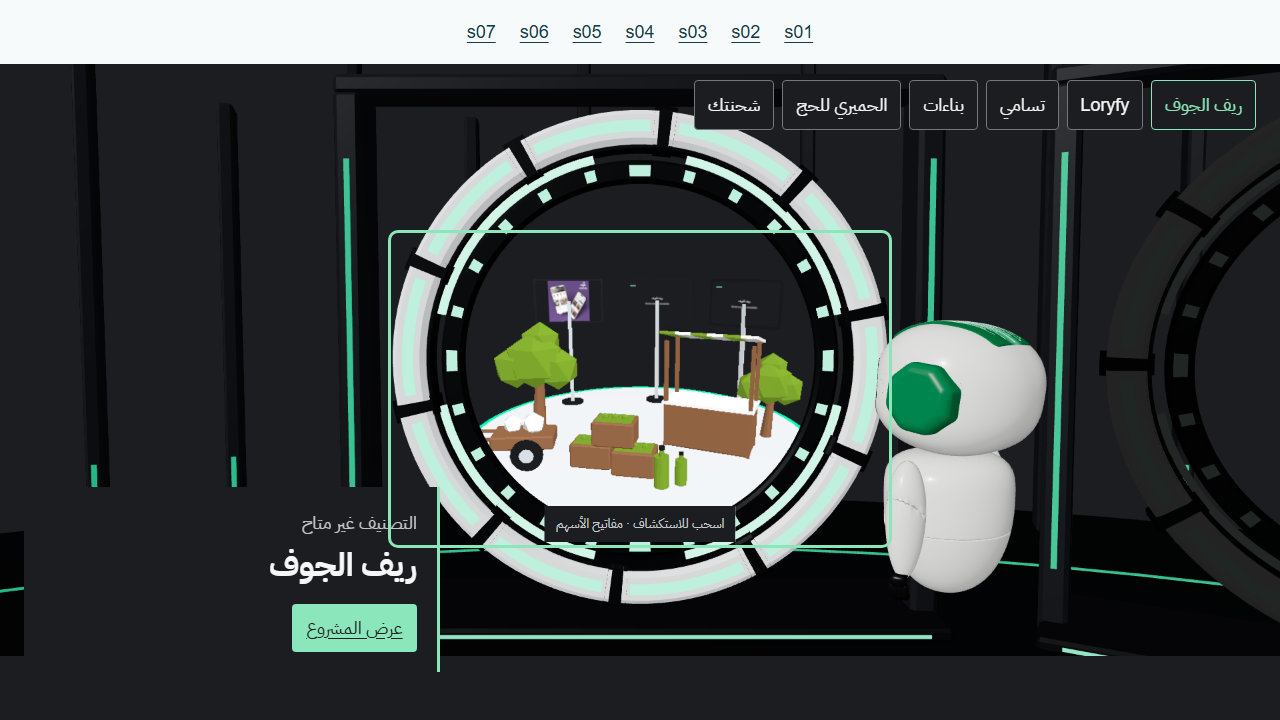 s01 s02 s03 s04 s05 s06 s07
ريف الجوف Loryfy تسامي بناءات الحميري للحج شحنتك
اسحب للاستكشاف · مفاتيح الأسهم
التصنيف غير متاح
ريف الجوف
عرض المشروع